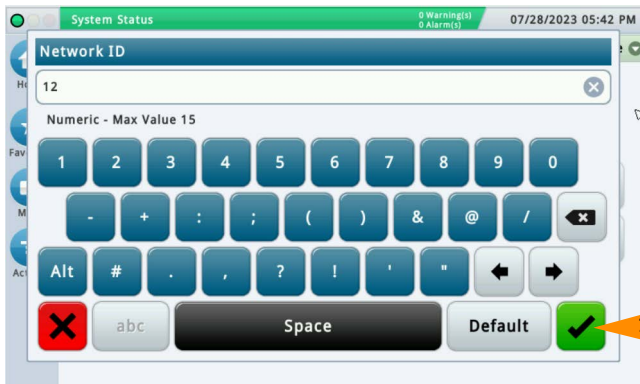 System Status
0 Warning(s)
0 Alarm(s)
07/28/2023 05:42 PM
Network ID
12
Numeric - Max Value 15
1 2 3 4 5 6 7 8 9 0
- + : ; ( ) & @ /
Alt # . , ? ! ' "
abc Space Default